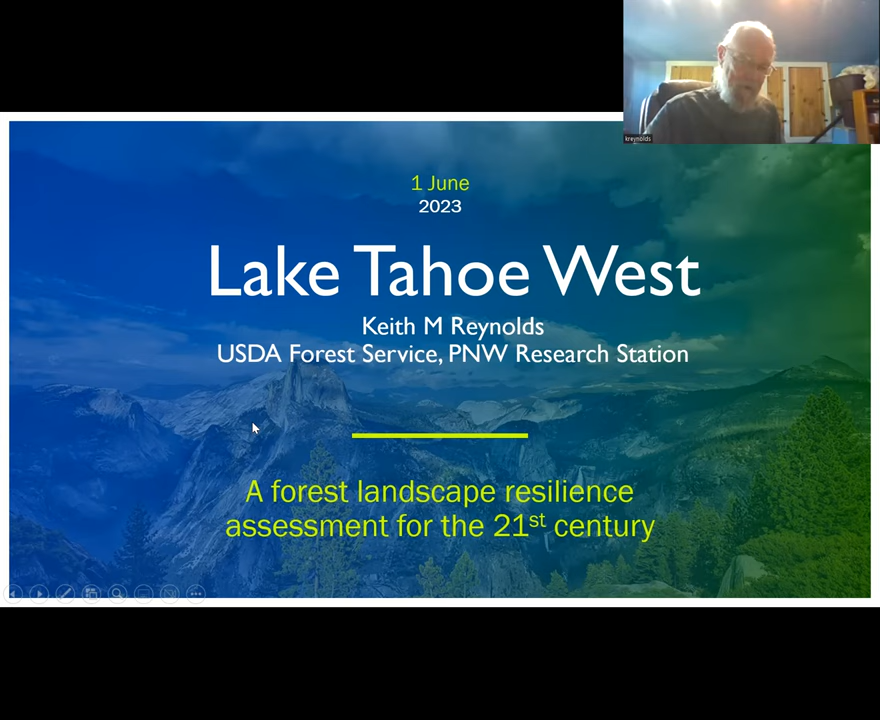 kreynolds
1 June
2023
Lake Tahoe West
Keith M Reynolds
USDA Forest Service, PNW Research Station
A forest landscape resilience
assessment for the 21st century